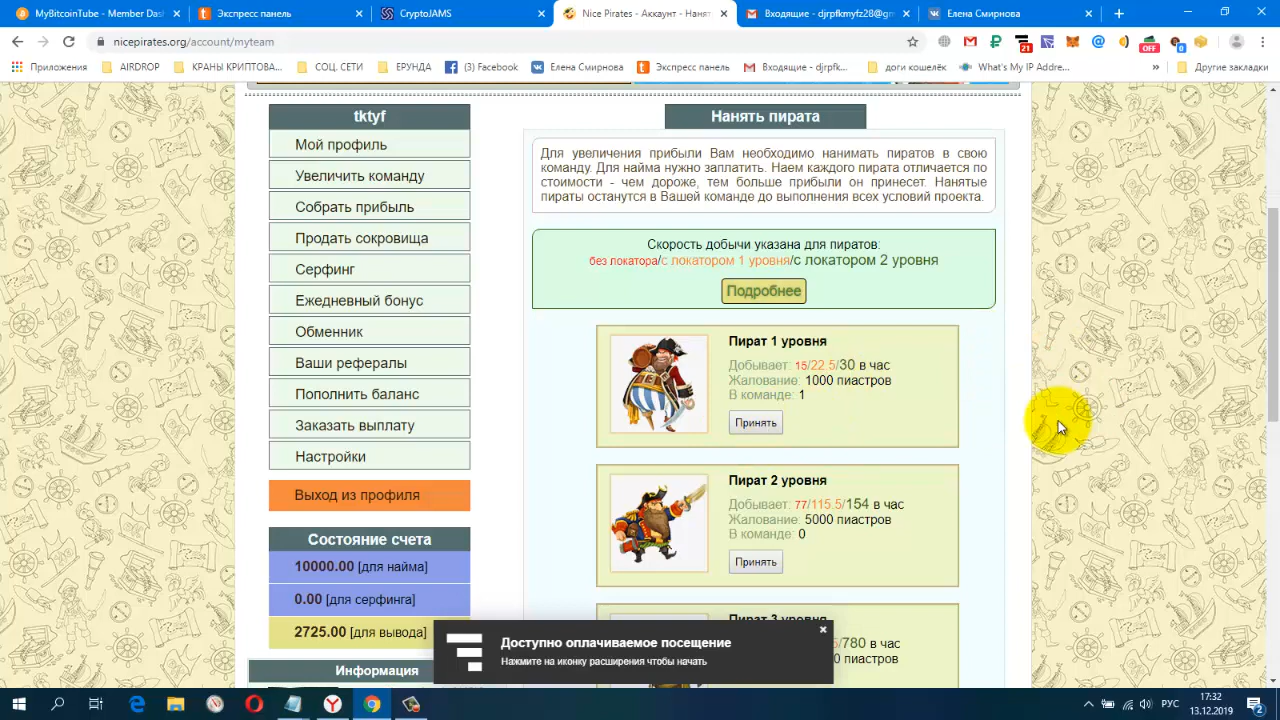 MyBitcoinTube - Member Dash
Экспресс панель
CryptoJAMS
Nice Pirates - Аккаунт - Нанят
Входящие - djrpfkmyfz28@gm
Елена Смирнова
nicepirates.org/account/myteam
21
OFF
0
Приложения
AIRDROP
КРАНЫ КРИПТОВА...
СОЦ. СЕТИ
ЕРУНДА
(3) Facebook
Елена Смирнова
Экспресс панель
Входящие - djrpfk...
доги кошелёк
What's My IP Addre...
»
Другие закладки
tktyf
Мой профиль
Увеличить команду
Собрать прибыль
Продать сокровища
Серфинг
Ежедневный бонус
Обменник
Ваши рефералы
Пополнить баланс
Заказать выплату
Настройки
Выход из профиля
Состояние счета
10000.00 [для найма]
0.00 [для серфинга]
2725.00 [для вывода]
Информация
Нанять пирата
Для увеличения прибыли Вам необходимо нанимать пиратов в свою
команду. Для найма нужно заплатить. Наем каждого пирата отличается по
стоимости - чем дороже, тем больше прибыли он принесет. Нанятые
пираты останутся в Вашей команде до выполнения всех условий проекта.
Скорость добычи указана для пиратов:
без локатора/с локатором 1 уровня/с локатором 2 уровня
Подробнее
Пират 1 уровня
Добывает: 15/22.5/30 в час
Жалование: 1000 пиастров
В команде: 1
Принять
Пират 2 уровня
Добывает: 77/115.5/154 в час
Жалование: 5000 пиастров
В команде: 0
Принять
Пират 3 уровня
/780 в час
0 пиастров
Доступно оплачиваемое посещение
Нажмите на иконку расширения чтобы начать
РУС
17:32
13.12.2019
2